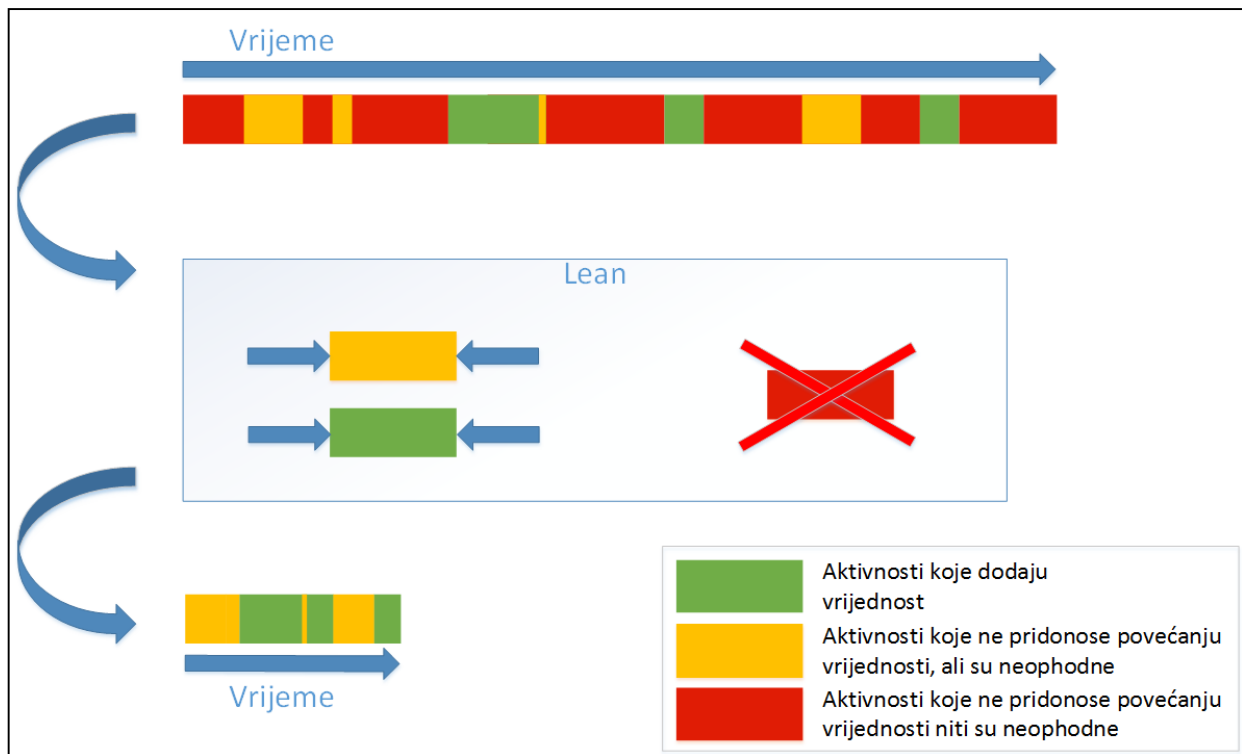 Vrijeme
Lean
Aktivnosti koje dodaju
vrijednost
Aktivnosti koje ne pridonose povećanju
vrijednosti, ali su neophodne
Aktivnosti koje ne pridonose povećanju
vrijednosti niti su neophodne
Vrijeme